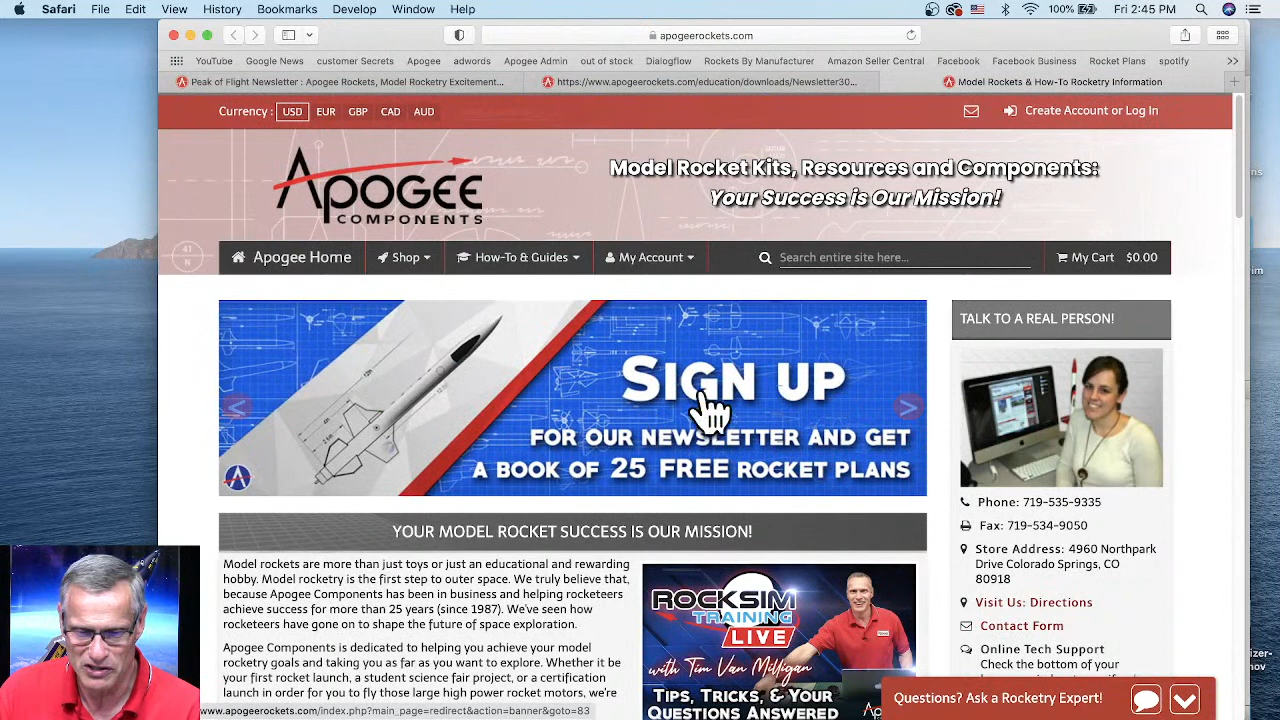 Safari File Edit View History Bookmarks Develop Window Help 100% Fri 2:45 PM
apogeerockets.com
YouTube Google News customer Secrets Apogee adwords Apogee Admin out of stock Dialogflow Rockets By Manufacturer Amazon Seller Central Facebook Facebook Business Rocket Plans spotify >>
Peak of Flight Newsletter : Apogee Rockets, Model Rocketry Excitement... https://www.apogeerockets.com/education/downloads/Newsletter30... Model Rockets & How-To Rocketry Information
Currency : USD EUR GBP CAD AUD Create Account or Log In
APOGEE
COMPONENTS
Model Rocket Kits, Resources and Components:
Your Success is Our Mission!
41
N
Apogee Home Shop How-To & Guides My Account Search entire site here... My Cart $0.00
SIGN UP
FOR OUR NEWSLETTER AND GET
A BOOK OF 25 FREE ROCKET PLANS
TALK TO A REAL PERSON!
Phone: 719-535-9335
Fax: 719-534-9050
Store Address: 4960 Northpark
Drive Colorado Springs, CO
80918
Visit Us: Directions
Contact Form
Online Tech Support
Check the bottom of your
YOUR MODEL ROCKET SUCCESS IS OUR MISSION!
Model rockets are more than just toys or an educational and rewarding
hobby. Model rocketry is the first step to outer space. We truly believe that,
because Apogee Components has been in business and helping rocketeers
achieve success for more than 25 years (since 1987). We've seen how
rocketeers have gone on to shape the future of space exploration.
Apogee Components is dedicated to helping you achieve your model
rocketry goals and taking you as far as you want to explore. Whether it be
your first rocket launch, a student science fair project, or a certification
launch in order for you to fly those large high power rocket motors, we're
ROCKSIM
TRAINING
LIVE
with Tim Van Milligan
TIPS, TRICKS, & YOUR
QUESTIONS ANSWERED
Questions? Ask a Rocketry Expert!